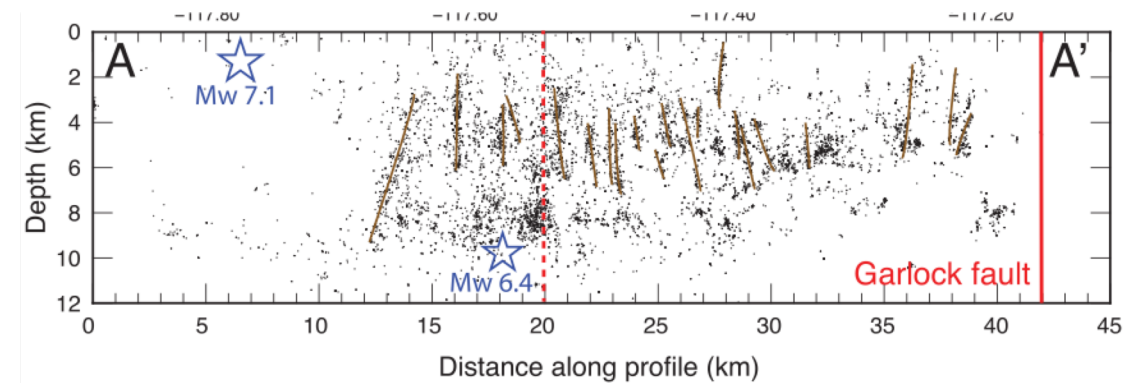 -117.80 -117.60 -117.40 -117.20
A A'
0
2
4
6
8
10
12
Depth (km)
Mw 7.1
Mw 6.4
Garlock fault
0 5 10 15 20 25 30 35 40 45
Distance along profile (km)